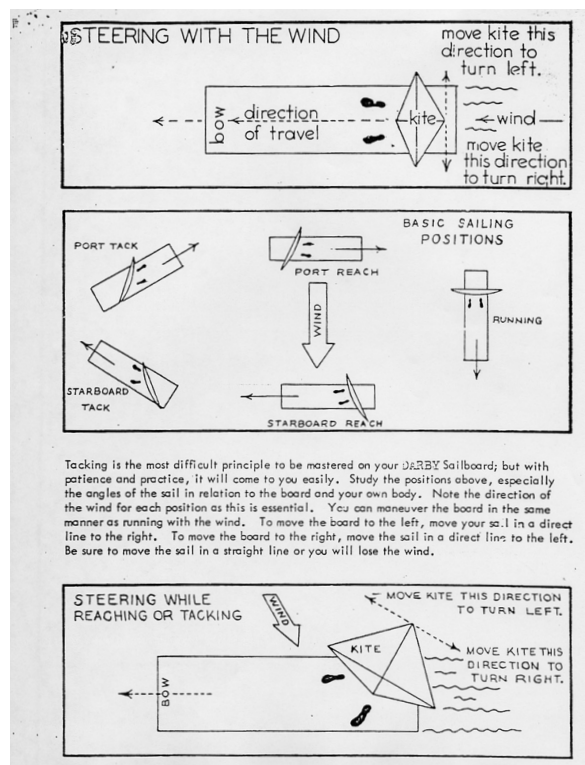 STEERING WITH THE WIND
move kite this
direction to
turn left.
bow
direction
of travel
kite
wind
move kite
this direction
to turn right.
BASIC SAILING
POSITIONS
PORT TACK
PORT REACH
WIND
RUNNING
STARBOARD
TACK
STARBOARD REACH
Tacking is the most difficult principle to be mastered on your DARBY Sailboard; but with
patience and practice, it will come to you easily. Study the positions above, especially
the angles of the sail in relation to the board and your own body. Note the direction of
the wind for each position as this is essential. You can maneuver the board in the same
manner as running with the wind. To move the board to the left, move your sail in a direct
line to the right. To move the board to the right, move the sail in a direct line to the left.
Be sure to move the sail in a straight line or you will lose the wind.
STEERING WHILE
REACHING OR TACKING
WIND
MOVE KITE THIS DIRECTION
TO TURN LEFT.
KITE
MOVE KITE THIS
DIRECTION TO
TURN RIGHT.
BOW